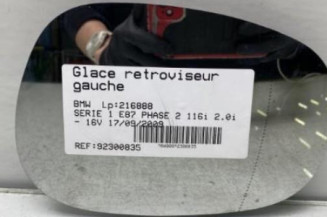 Glace retroviseur
gauche
BMW Lp:216888
SERIE 1 E87 PHASE 2 116i 2.0i
- 16V 17/09/2009
REF:92300835